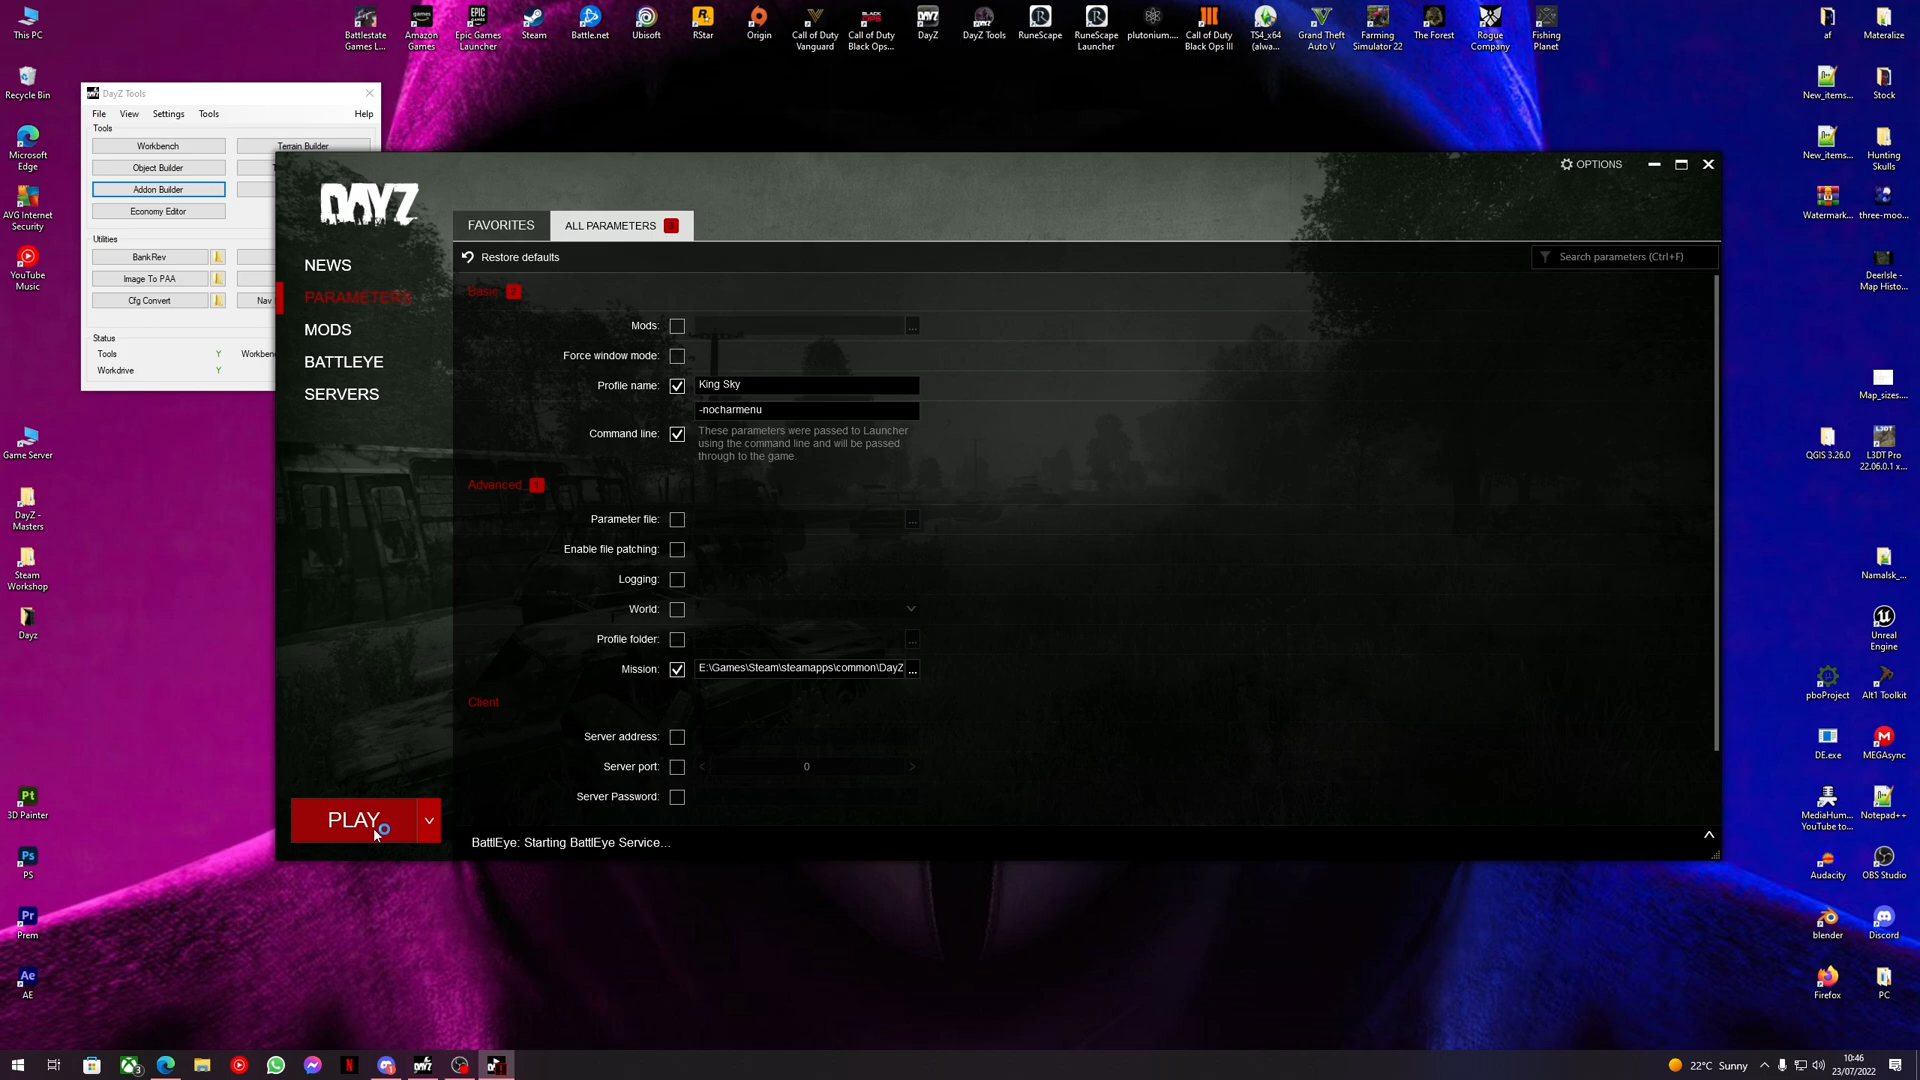 This PC
Battlestate
Games L...
Amazon
Games
Epic Games
Launcher
Steam
Battle.net
Ubisoft
RStar
Origin
Call of Duty
Vanguard
Call of Duty
Black Ops...
DayZ
DayZ Tools
RuneScape
RuneScape
Launcher
plutonium....
Call of Duty
Black Ops III
TS4_x64
(alwa...
Grand Theft
Auto V
Farming
Simulator 22
The Forest
Rogue
Company
Fishing
Planet
af
Materalize
Recycle Bin
New_items...
Stock
Microsoft
Edge
New_items...
Hunting
Skulls
AVG Internet
Security
Watermark...
three-moo...
YouTube
Music
DeerIsle -
Map Histo...
Map_sizes....
Game Server
QGIS 3.26.0
L3DT Pro
22.06.0.1 x...
DayZ -
Masters
Steam
Workshop
Namalsk_...
Dayz
Unreal
Engine
pboProject
Alt1 Toolkit
DE.exe
MEGAsync
3D Painter
MediaHum...
YouTube to...
Notepad++
PS
Audacity
OBS Studio
Prem
blender
Discord
AE
Firefox
PC
DayZ Tools
File View Settings Tools Help
Tools
Workbench
Terrain Builder
Object Builder
Addon Builder
Economy Editor
Utilities
BankRev
Image To PAA
Cfg Convert
Nav
Status
Tools Y
Workdrive Y
DAYZ
OPTIONS
NEWS
PARAMETERS
MODS
BATTLEYE
SERVERS
FAVORITES
ALL PARAMETERS
Restore defaults
Search parameters (Ctrl+F)
Basic 2
Mods: ...
Force window mode:
Profile name: King Sky
-nocharmenu
Command line:
These parameters were passed to Launcher
using the command line and will be passed
through to the game.
Advanced 1
Parameter file: ...
Enable file patching:
Logging:
World:
Profile folder: ...
Mission: E:\Games\Steam\steamapps\common\DayZ ...
Client
Server address:
Server port: < 0 >
Server Password:
PLAY
BattlEye: Starting BattlEye Service...
22°C Sunny
10:46
23/07/2022